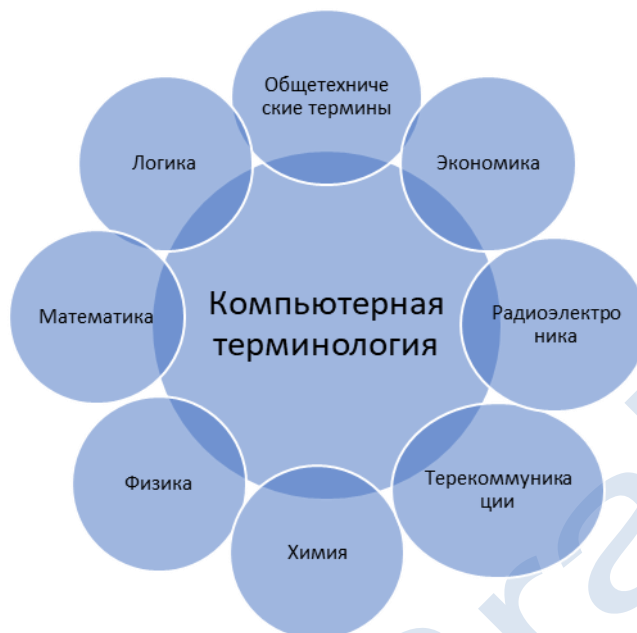 Общетехниче
ские термины
Экономика
Радиоэлектро
ника
Терекоммуника
ции
Химия
Физика
Математика
Логика
Компьютерная
терминология